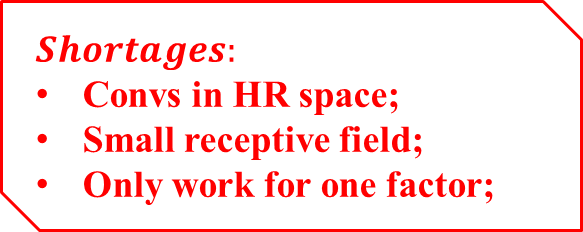 Shortages:
• Convs in HR space;
• Small receptive field;
• Only work for one factor;